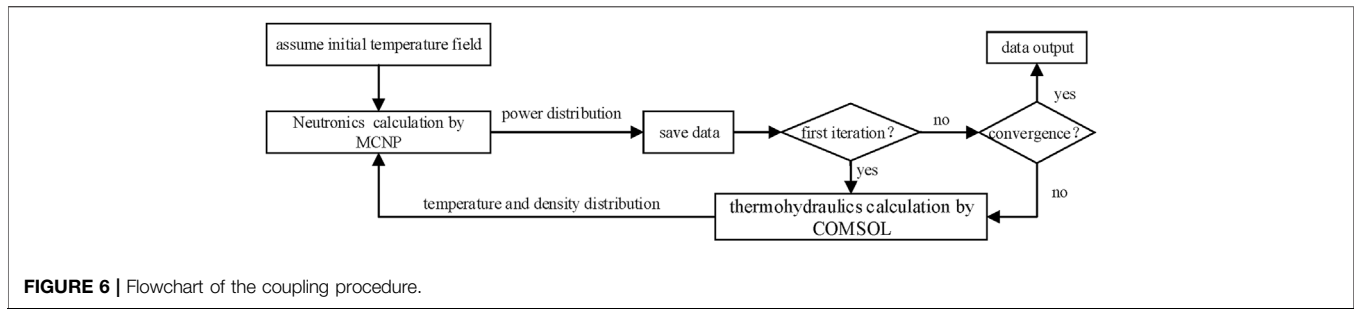 assume initial temperature field
data output
yes
Neutronics calculation by
MCNP
power distribution
save data
first iteration?
no
convergence?
yes
no
temperature and density distribution
thermohydraulics calculation by
COMSOL
FIGURE 6 | Flowchart of the coupling procedure.